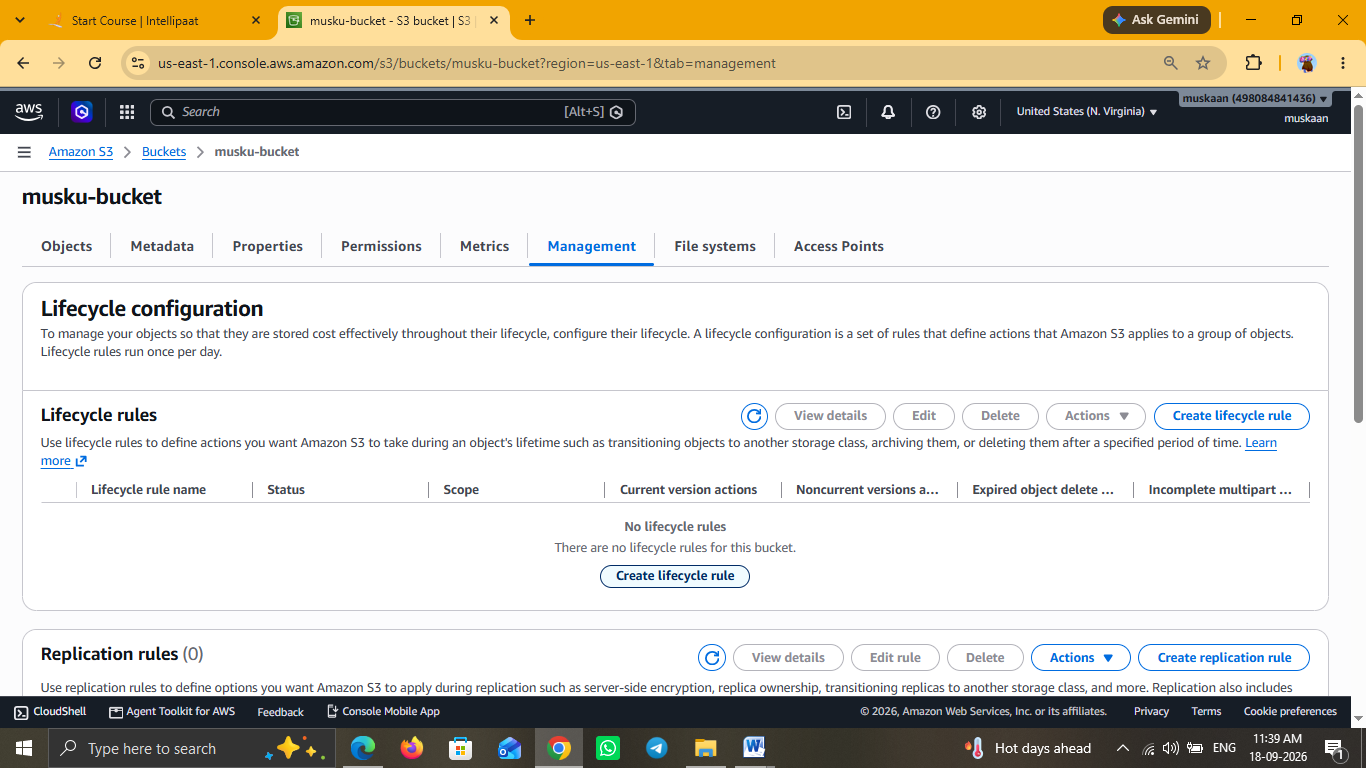 Start Course | Intellipaat
musku-bucket - S3 bucket | S3
Ask Gemini
us-east-1.console.aws.amazon.com/s3/buckets/musku-bucket?region=us-east-1&tab=management
aws
Search
[Alt+S]
United States (N. Virginia)
muskaan (498084841436)
muskaan
Amazon S3
Buckets
musku-bucket
musku-bucket
Objects
Metadata
Properties
Permissions
Metrics
Management
File systems
Access Points
Lifecycle configuration
To manage your objects so that they are stored cost effectively throughout their lifecycle, configure their lifecycle. A lifecycle configuration is a set of rules that define actions that Amazon S3 applies to a group of objects.
Lifecycle rules run once per day.
Lifecycle rules
View details
Edit
Delete
Actions
Create lifecycle rule
Use lifecycle rules to define actions you want Amazon S3 to take during an object's lifetime such as transitioning objects to another storage class, archiving them, or deleting them after a specified period of time. Learn
more
Lifecycle rule name
Status
Scope
Current version actions
Noncurrent versions a...
Expired object delete ...
Incomplete multipart ...
No lifecycle rules
There are no lifecycle rules for this bucket.
Create lifecycle rule
Replication rules (0)
View details
Edit rule
Delete
Actions
Create replication rule
Use replication rules to define options you want Amazon S3 to apply during replication such as server-side encryption, replica ownership, transitioning replicas to another storage class, and more. Replication also includes
CloudShell
Agent Toolkit for AWS
Feedback
Console Mobile App
© 2026, Amazon Web Services, Inc. or its affiliates.
Privacy
Terms
Cookie preferences
Type here to search
Hot days ahead
ENG
11:39 AM
18-09-2026
1